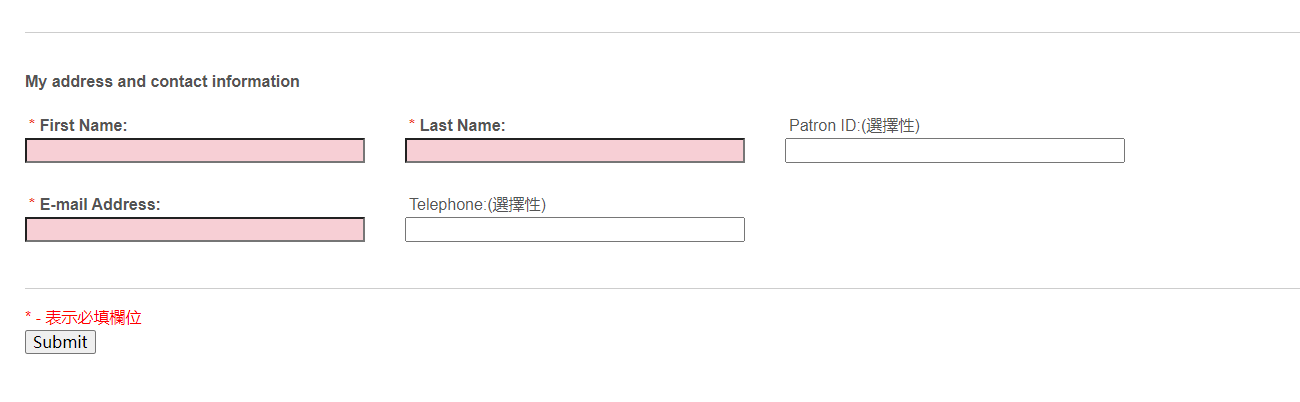 My address and contact information
* First Name: * Last Name: Patron ID:(選擇性)
* E-mail Address: Telephone:(選擇性)
* - 表示必填欄位
Submit